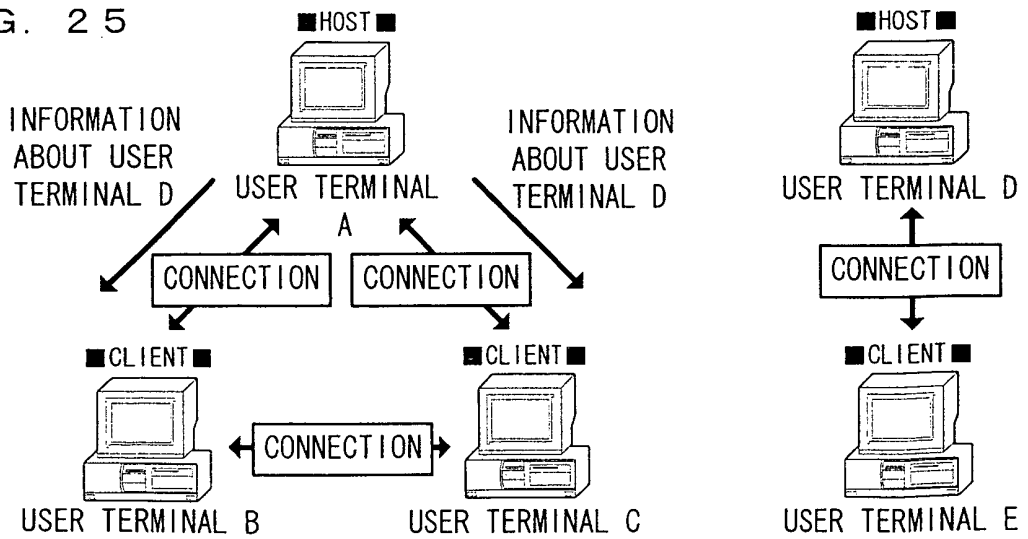 G. 25
■HOST■
■HOST■
INFORMATION
ABOUT USER
TERMINAL D
INFORMATION
ABOUT USER
TERMINAL D
USER TERMINAL
A
USER TERMINAL D
CONNECTION
CONNECTION
CONNECTION
■CLIENT■
■CLIENT■
■CLIENT■
CONNECTION
USER TERMINAL B
USER TERMINAL C
USER TERMINAL E